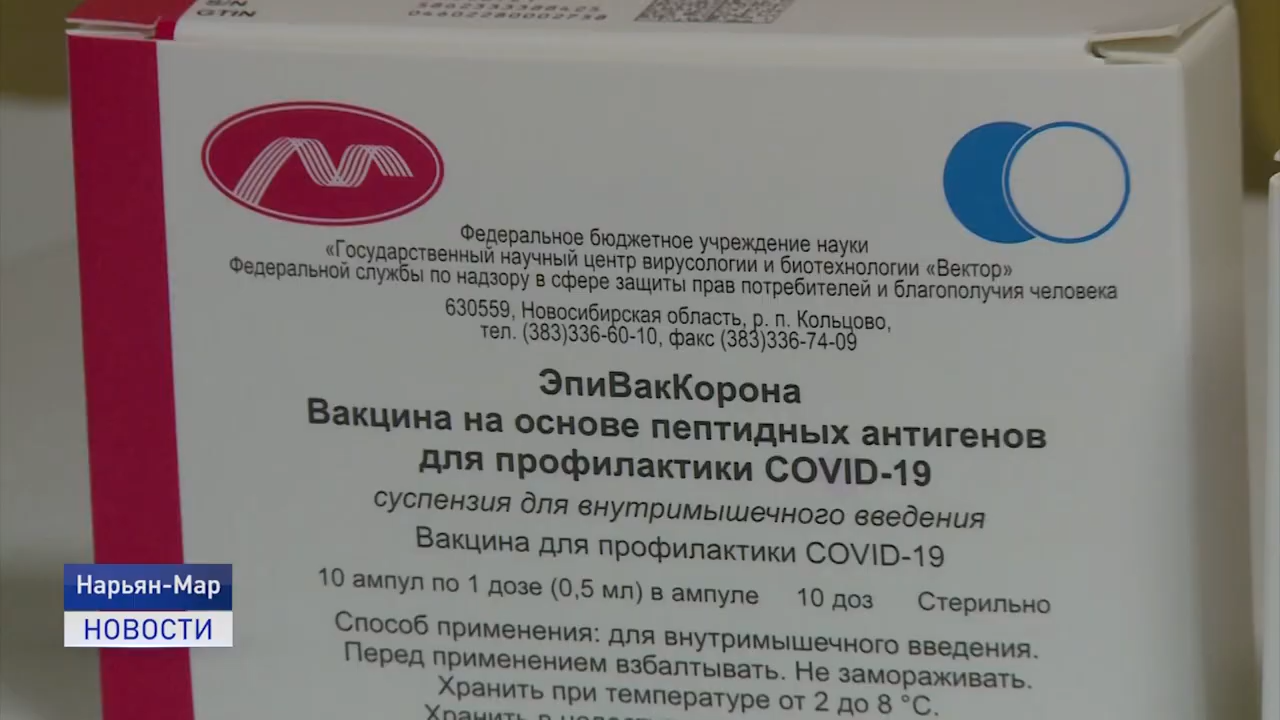 S/N
GTIN
04602280002758
Федеральное бюджетное учреждение науки
«Государственный научный центр вирусологии и биотехнологии «Вектор»
Федеральной службы по надзору в сфере защиты прав потребителей и благополучия человека
630559, Новосибирская область, р. п. Кольцово,
тел. (383)336-60-10, факс (383)336-74-09
ЭпиВакКорона
Вакцина на основе пептидных антигенов
для профилактики COVID-19
суспензия для внутримышечного введения
Вакцина для профилактики COVID-19
10 ампул по 1 дозе (0,5 мл) в ампуле 10 доз Стерильно
Способ применения: для внутримышечного введения.
Перед применением взбалтывать. Не замораживать.
Хранить при температуре от 2 до 8 °C.
Хранить в
Нарьян-Мар
НОВОСТИ